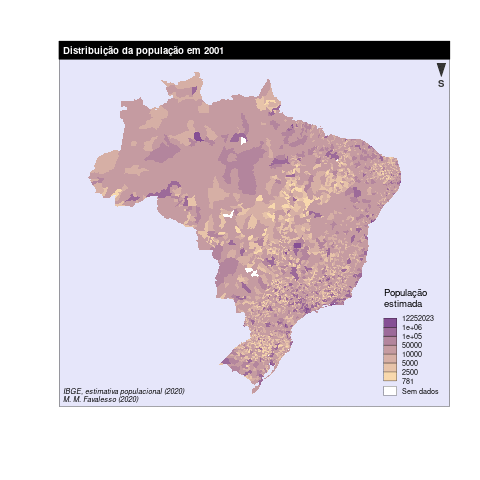 Distribuição da população em 2001
S
População
estimada
12252023
1e+06
1e+05
50000
10000
5000
2500
781
Sem dados
IBGE, estimativa populacional (2020)
M. M. Favalesso (2020)